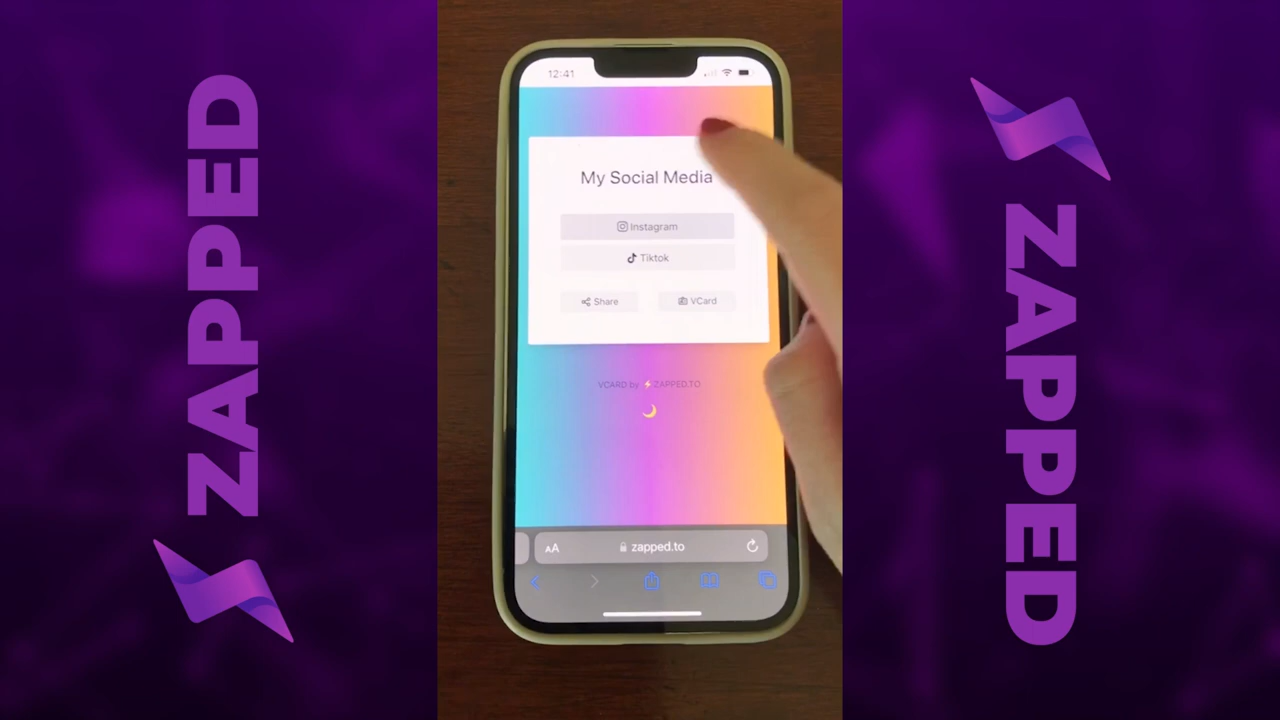 ZAPPED
12:41
My Social Media
Instagram
Tiktok
Share
VCard
VCARD by ⚡ZAPPED.TO
AA
zapped.to
ZAPPED